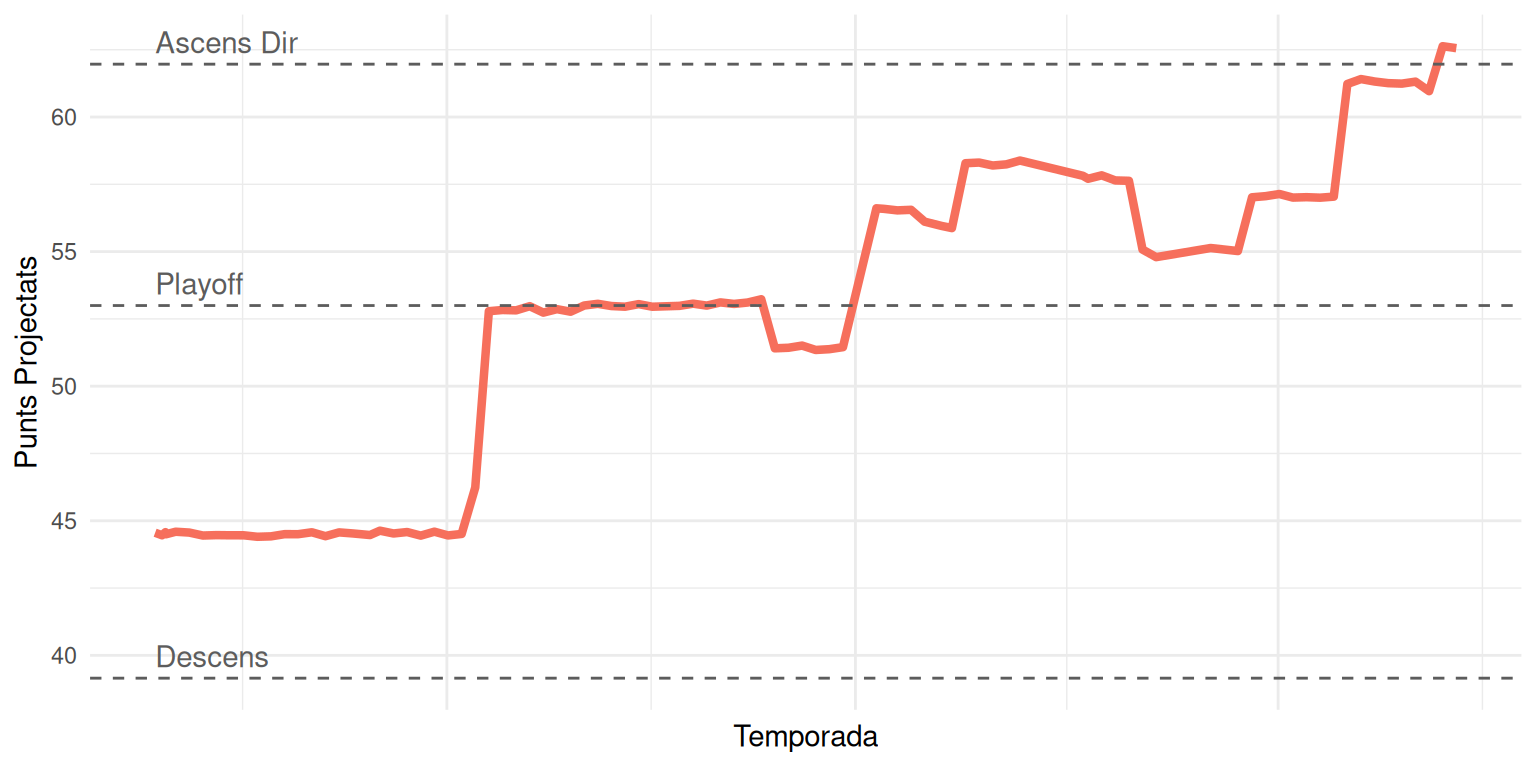 Ascens Dir
60
55
Playoff
50
45
40
Descens
Punts Projectats
Temporada